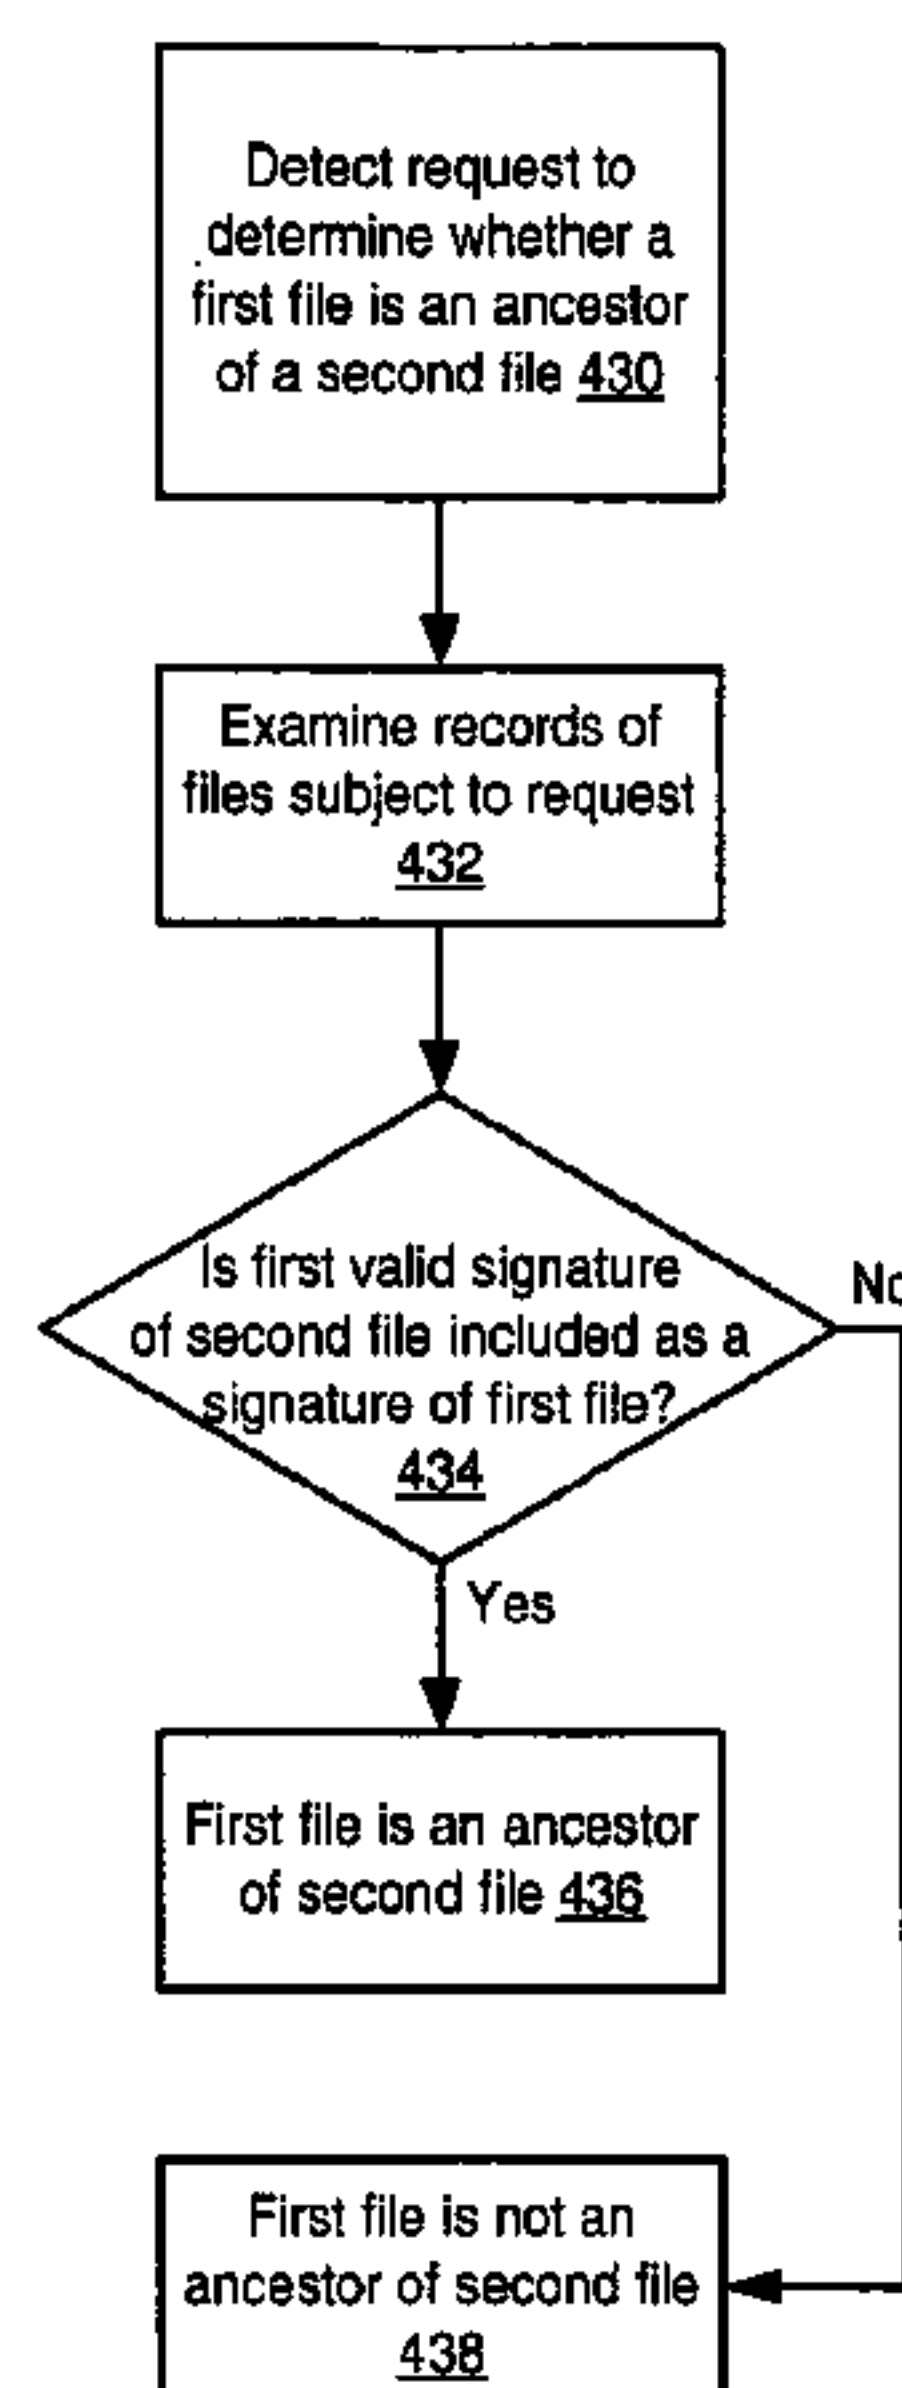 Detect request to
determine whether a
first file is an ancestor
of a second file 430
Examine records of
files subject to request
432
Is first valid signature
of second file included as a
signature of first file?
434
No
Yes
First file is an ancestor
of second file 436
First file is not an
ancestor of second file
438